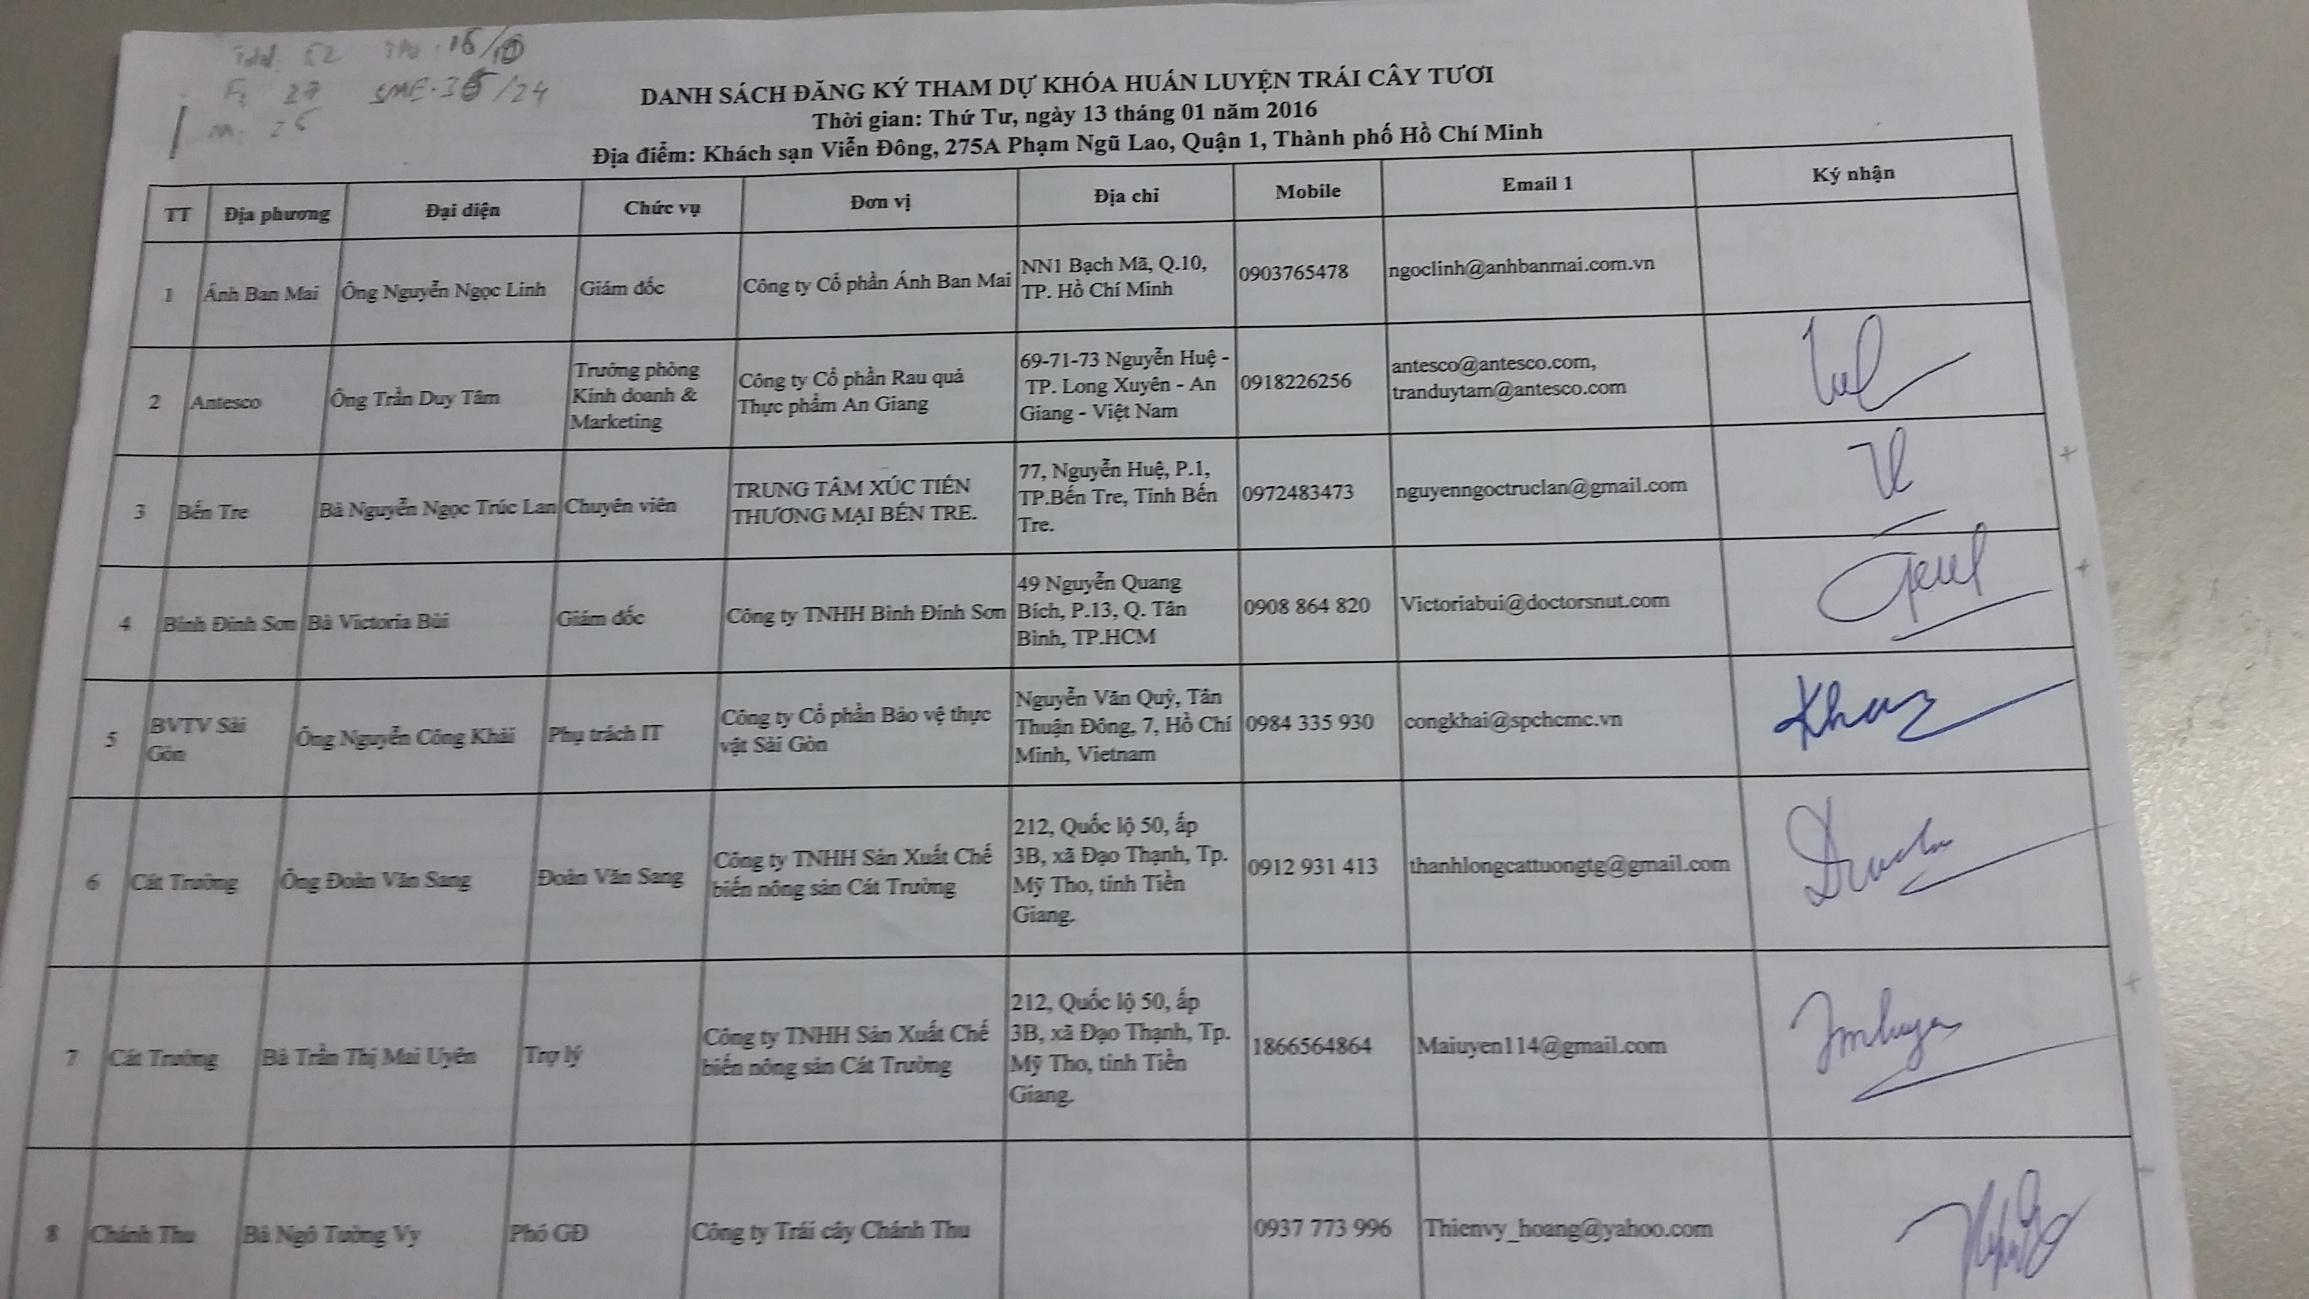 Total: 52 TPO: 16/10
F: 27 SME: 36/24
M: 25
DANH SÁCH ĐĂNG KÝ THAM DỰ KHÓA HUẤN LUYỆN TRÁI CÂY TƯƠI
Thời gian: Thứ Tư, ngày 13 tháng 01 năm 2016
Địa điểm: Khách sạn Viễn Đông, 275A Phạm Ngũ Lao, Quận 1, Thành phố Hồ Chí Minh
TT Địa phương Đại diện Chức vụ Đơn vị Địa chỉ Mobile Email 1 Ký nhận
1 Ánh Ban Mai Ông Nguyễn Ngọc Linh Giám đốc Công ty Cổ phần Ánh Ban Mai NN1 Bạch Mã, Q.10, 0903765478 ngoclinh@anhbanmai.com.vn
TP. Hồ Chí Minh
2 Antesco Ông Trần Duy Tâm Trưởng phòng Công ty Cổ phần Rau quả 69-71-73 Nguyễn Huệ - 0918226256 antesco@antesco.com,
Kinh doanh & Thực phẩm An Giang TP. Long Xuyên - An tranduytam@antesco.com
Marketing Giang - Việt Nam
3 Bến Tre Bà Nguyễn Ngọc Trúc Lan Chuyên viên TRUNG TÂM XÚC TIẾN 77, Nguyễn Huệ, P.1, 0972483473 nguyenngoctruclan@gmail.com
THƯƠNG MẠI BẾN TRE. TP.Bến Tre, Tỉnh Bến
Tre.
4 Bình Đình Sơn Bà Victoria Bùi Giám đốc Công ty TNHH Bình Đình Sơn 49 Nguyễn Quang 0908 864 820 Victoriabui@doctorsnut.com
Bích, P.13, Q. Tân
Bình, TP.HCM
5 BVTV Sài Ông Nguyễn Công Khải Phụ trách IT Công ty Cổ phần Bảo vệ thực Nguyễn Văn Quỳ, Tân 0984 335 930 congkhai@spchcmc.vn
Gòn vật Sài Gòn Thuận Đông, 7, Hồ Chí
Minh, Vietnam
6 Cát Trường Ông Đoàn Văn Sang Đoàn Văn Sang Công ty TNHH Sản Xuất Chế 212, Quốc lộ 50, ấp 0912 931 413 thanhlongcattuongtg@gmail.com
biến nông sản Cát Trường 3B, xã Đạo Thạnh, Tp.
Mỹ Tho, tỉnh Tiền
Giang.
7 Cát Trường Bà Trần Thị Mai Uyên Trợ lý Công ty TNHH Sản Xuất Chế 212, Quốc lộ 50, ấp 1866564864 Maiuyen114@gmail.com
biến nông sản Cát Trường 3B, xã Đạo Thạnh, Tp.
Mỹ Tho, tỉnh Tiền
Giang.
8 Chánh Thu Bà Ngô Tường Vy Phó GĐ Công ty Trái cây Chánh Thu 0937 773 996 Thienvy_hoang@yahoo.com